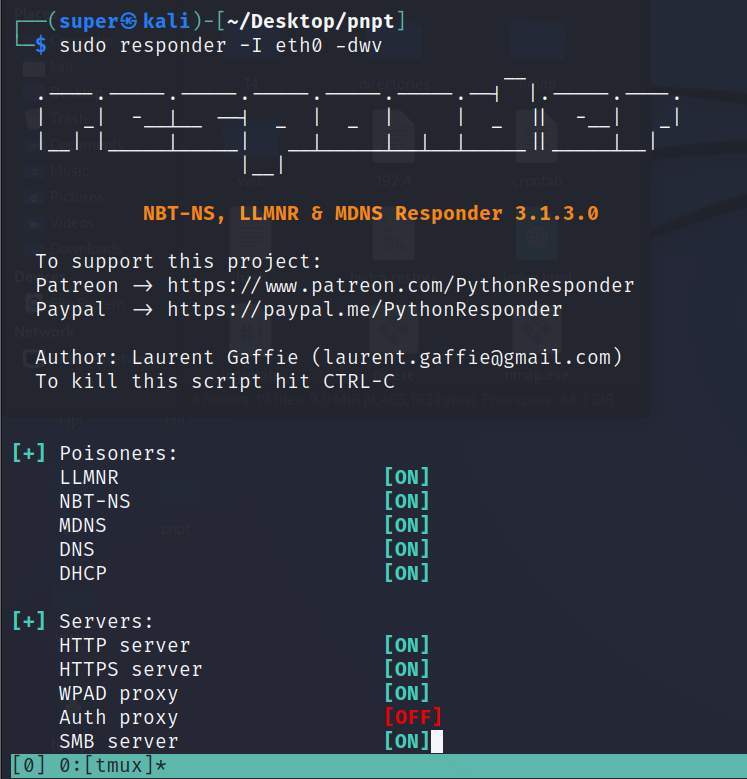 ┌──(super㉿kali)-[~/Desktop/pnpt]
└─$ sudo responder -I eth0 -dwv
NBT-NS, LLMNR & MDNS Responder 3.1.3.0
To support this project:
Patreon -> https://www.patreon.com/PythonResponder
Paypal  -> https://paypal.me/PythonResponder
Author: Laurent Gaffie (laurent.gaffie@gmail.com)
To kill this script hit CTRL-C
[+] Poisoners:
LLMNR [ON]
NBT-NS [ON]
MDNS [ON]
DNS [ON]
DHCP [ON]
[+] Servers:
HTTP server [ON]
HTTPS server [ON]
WPAD proxy [ON]
Auth proxy [OFF]
SMB server [ON]
[0] 0:[tmux]*